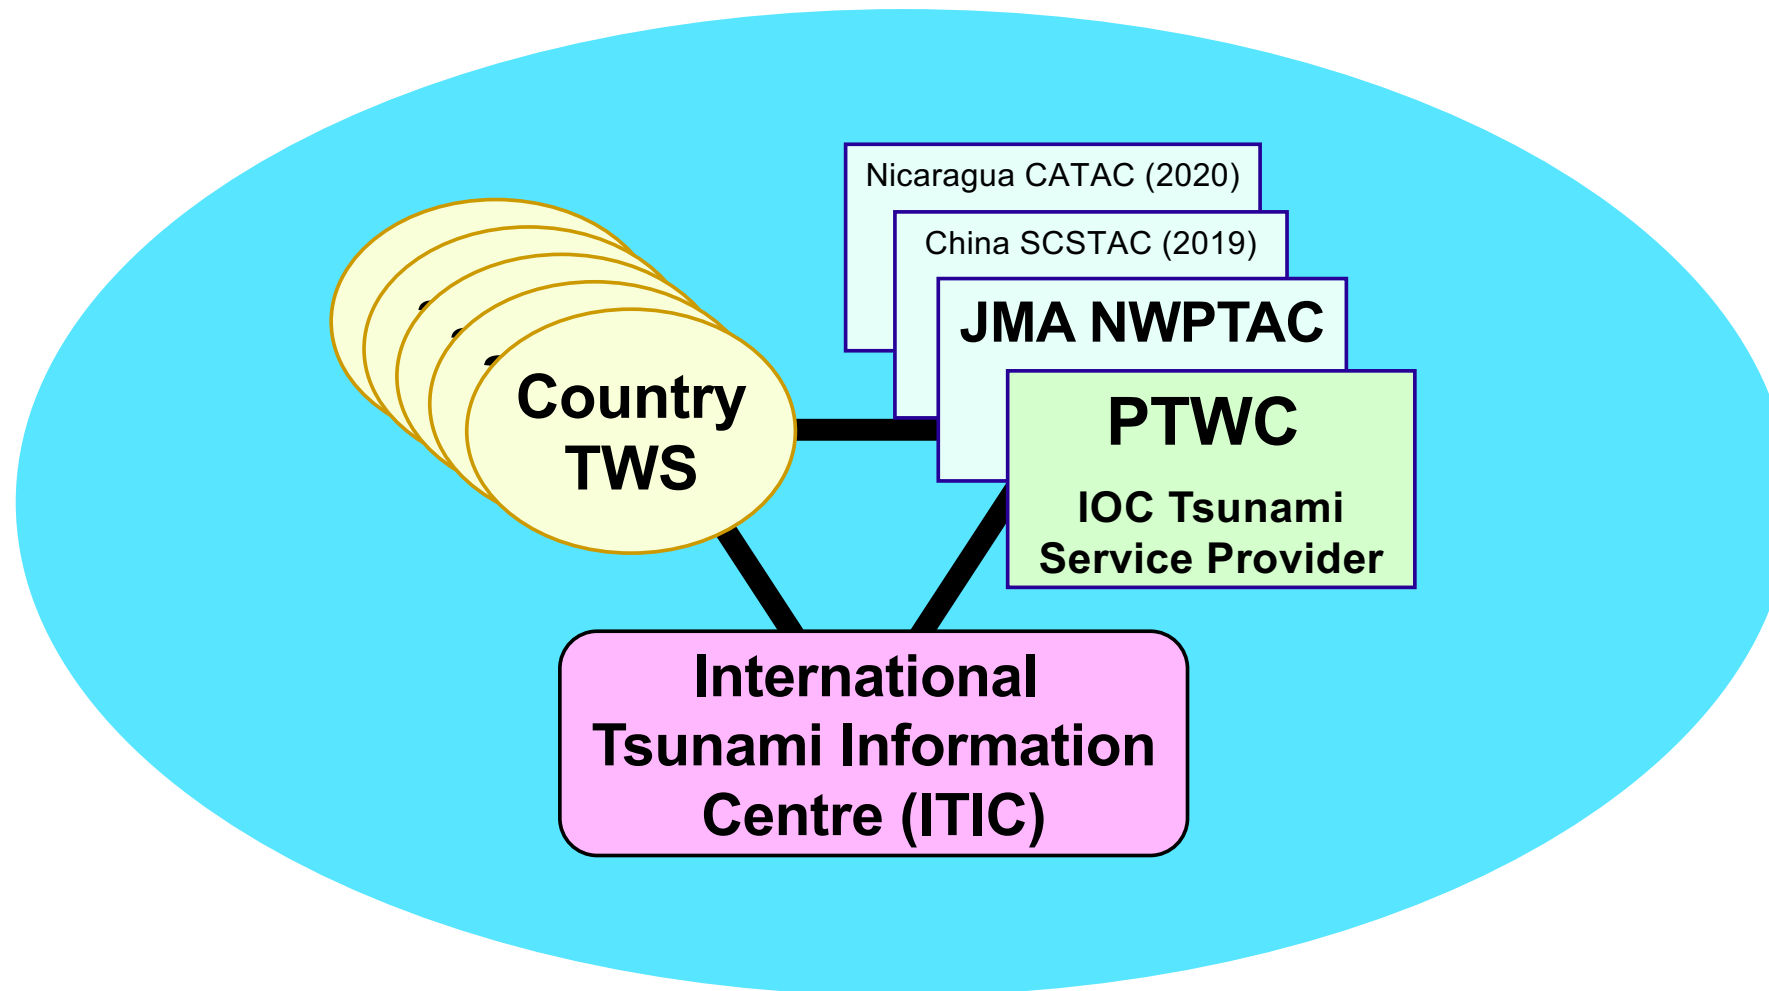 Nicaragua CATAC (2020)
China SCSTAC (2019)
JMA NWPTAC
Country
TWS
PTWC
IOC Tsunami
Service Provider
International
Tsunami Information
Centre (ITIC)